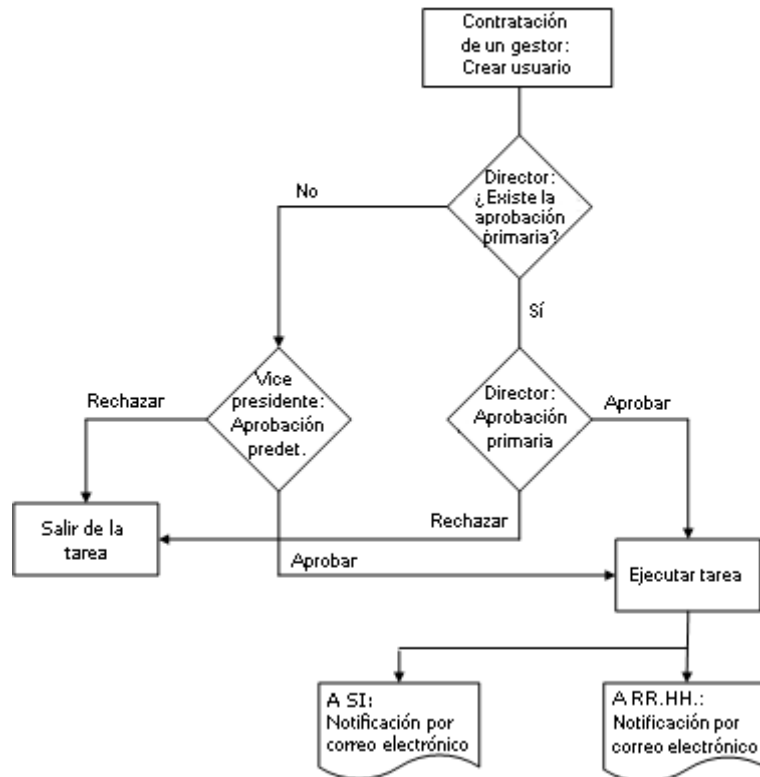 Contratación
de un gestor:
Crear usuario
Director:
¿Existe la
aprobación
primaria?
No
Sí
Vice
presidente:
Aprobación
predet.
Rechazar
Director:
Aprobación
primaria
Aprobar
Rechazar
Salir de la
tarea
Aprobar
Ejecutar tarea
A SI:
Notificación por
correo electrónico
A RR.HH.:
Notificación por
correo electrónico